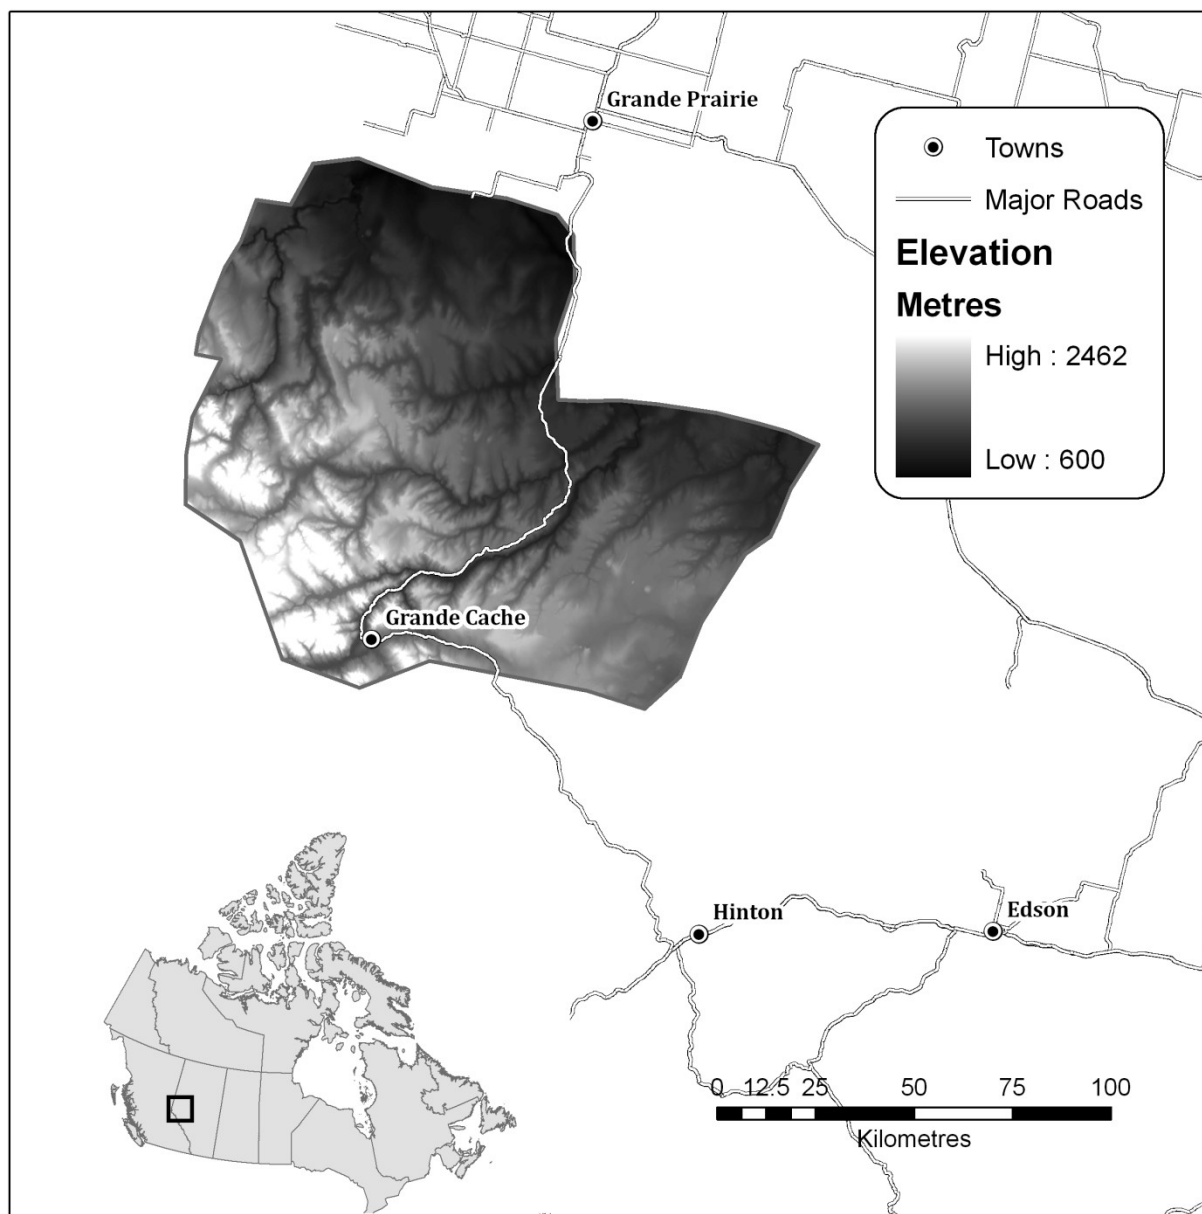 Grande Prairie
Towns
Major Roads
Elevation
Metres
High : 2462
Low : 600
Grande Cache
Hinton
Edson
0 12.5 25 50 75 100
Kilometres